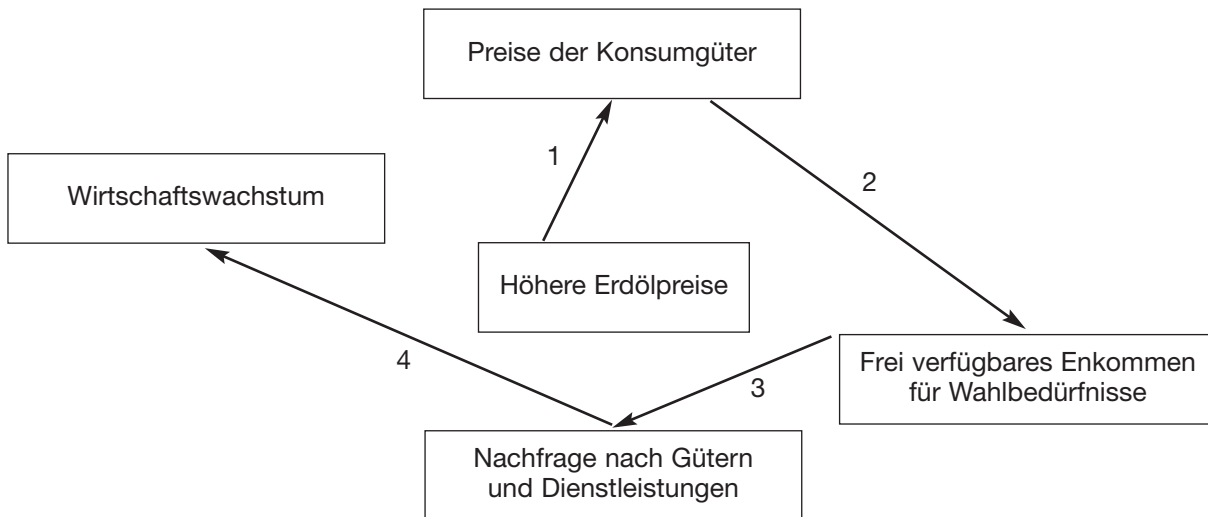 Preise der Konsumgüter
1
2
Wirtschaftswachstum
Höhere Erdölpreise
4
3
Frei verfügbares Enkommen
für Wahlbedürfnisse
Nachfrage nach Gütern
und Dienstleistungen